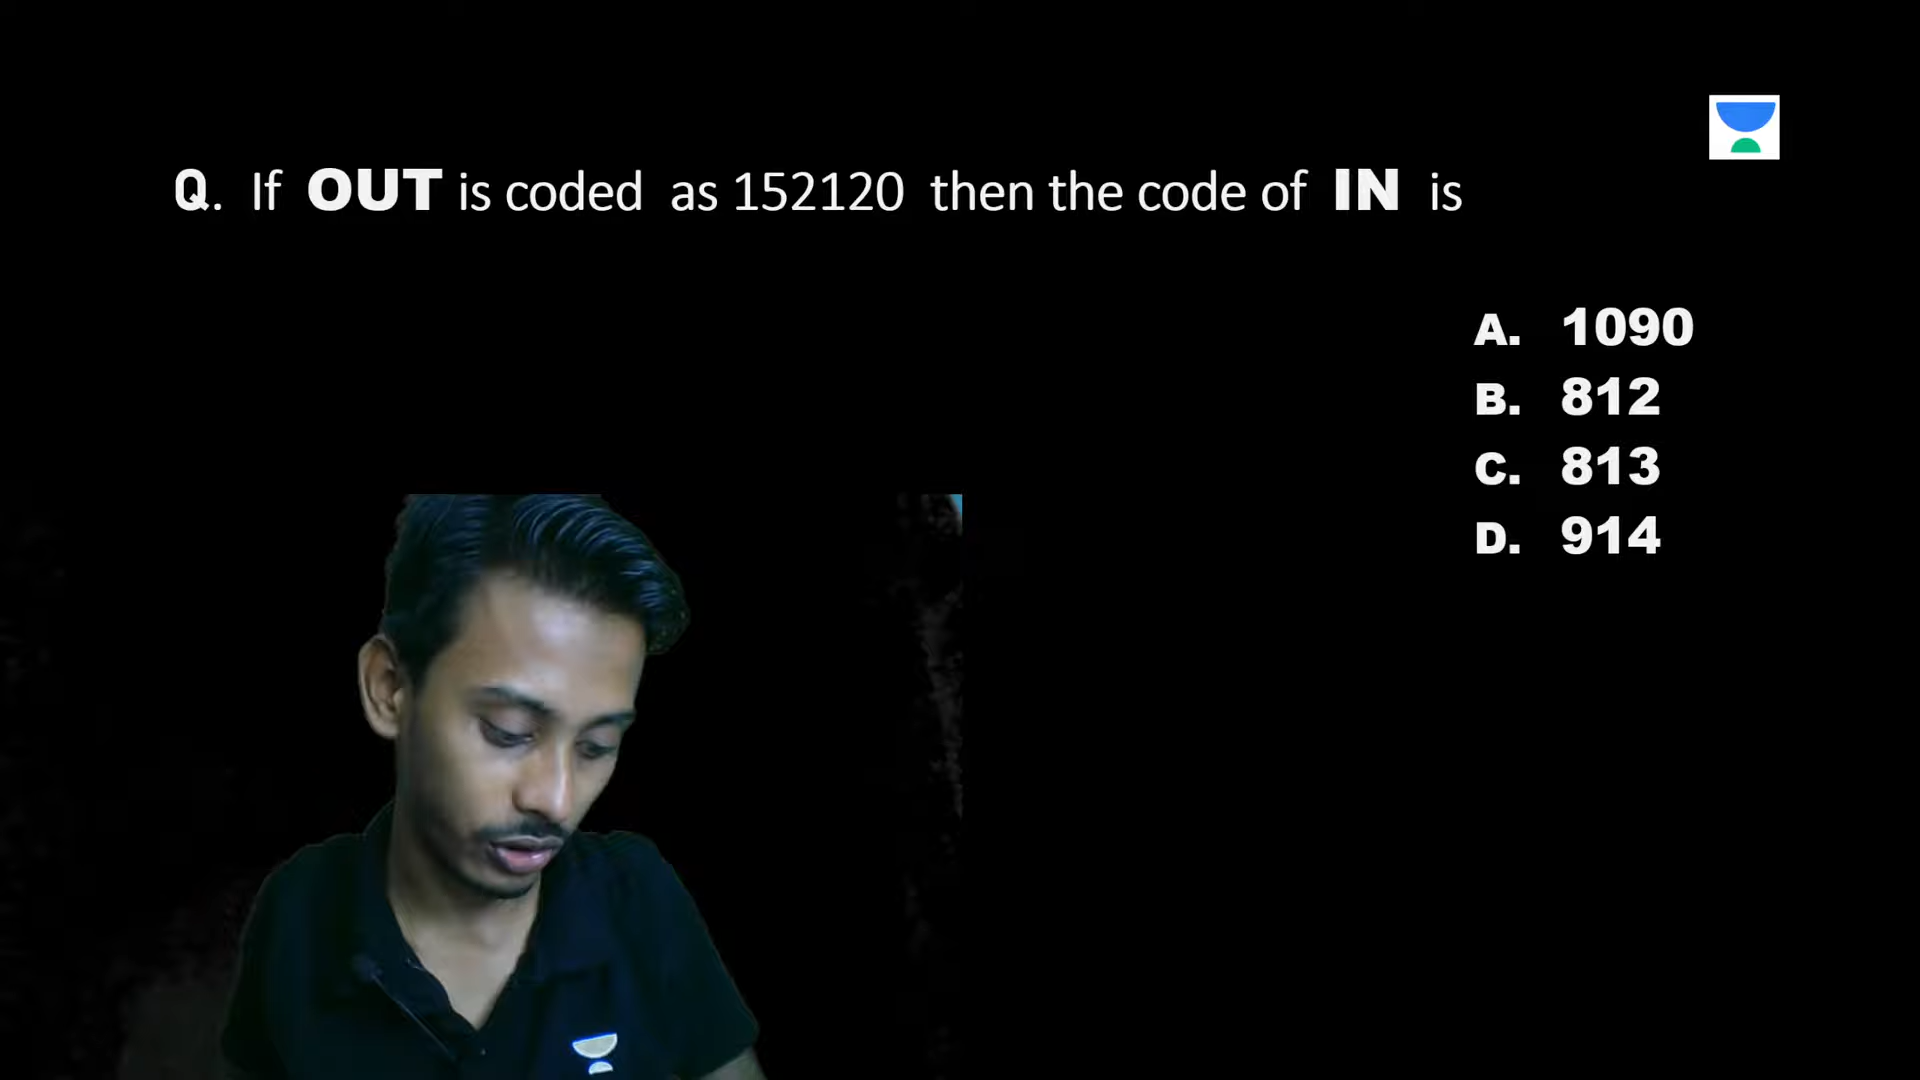 Q. If OUT is coded as 152120 then the code of IN is
A. 1090
B. 812
C. 813
D. 914